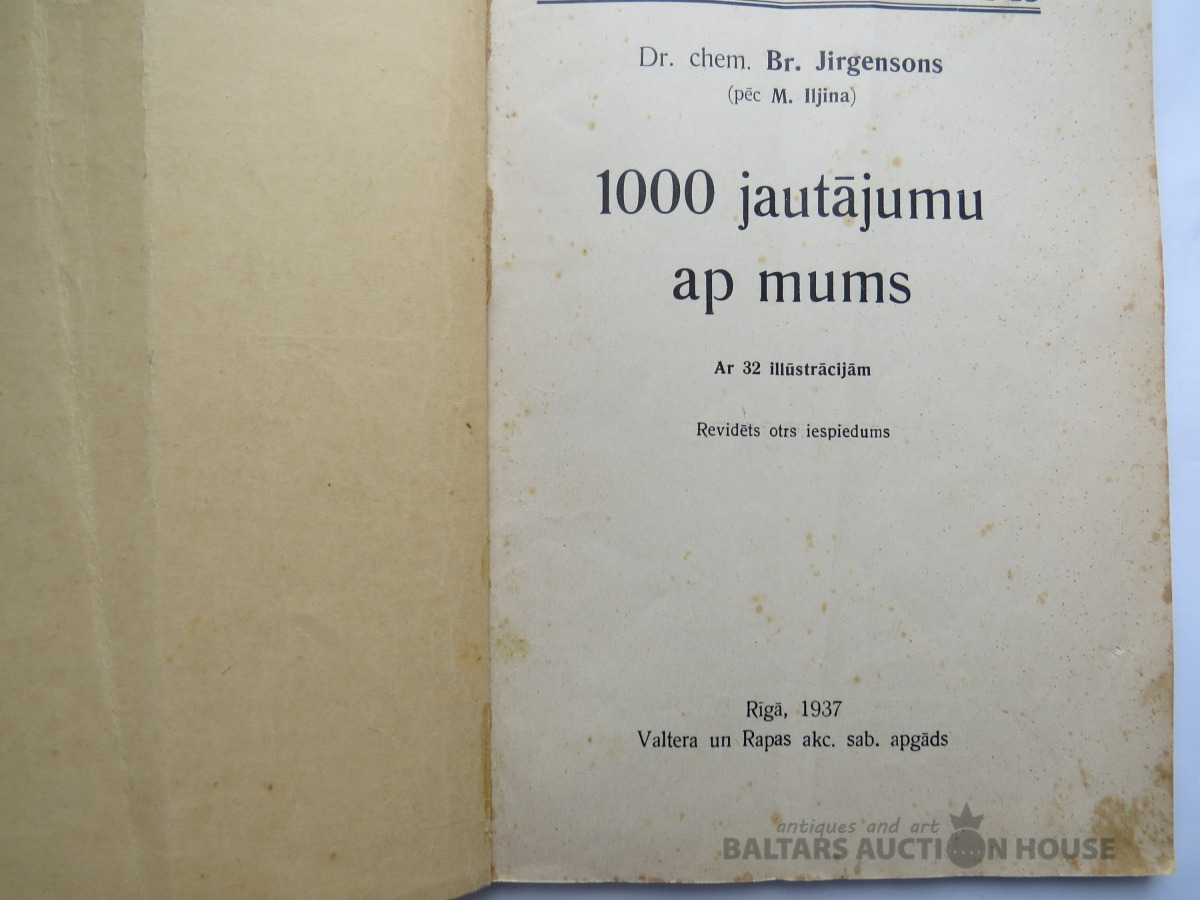 Dr. chem. Br. Jirgensons
(pēc M. Iljina)
1000 jautājumu
ap mums
Ar 32 illūstrācijām
Revidēts otrs iespiedums
Rīgā, 1937
Valtera un Rapas akc. sab. apgāds
antiques and art
BALTARS AUCTION HOUSE